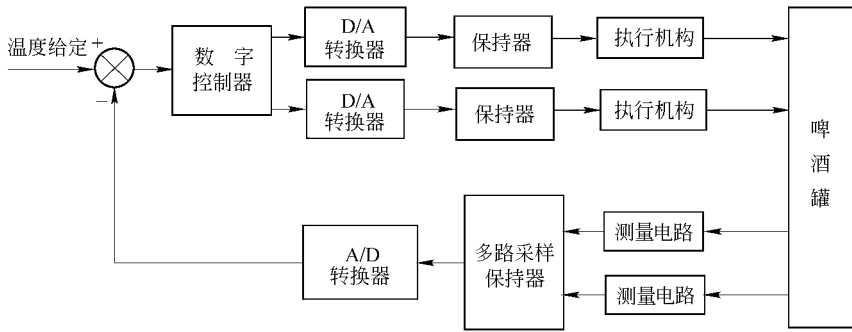 温度给定
+
−
数 字
控制器
D/A
转换器
保持器
执行机构
D/A
转换器
保持器
执行机构
啤
酒
罐
测量电路
多路采样
保持器
测量电路
A/D
转换器